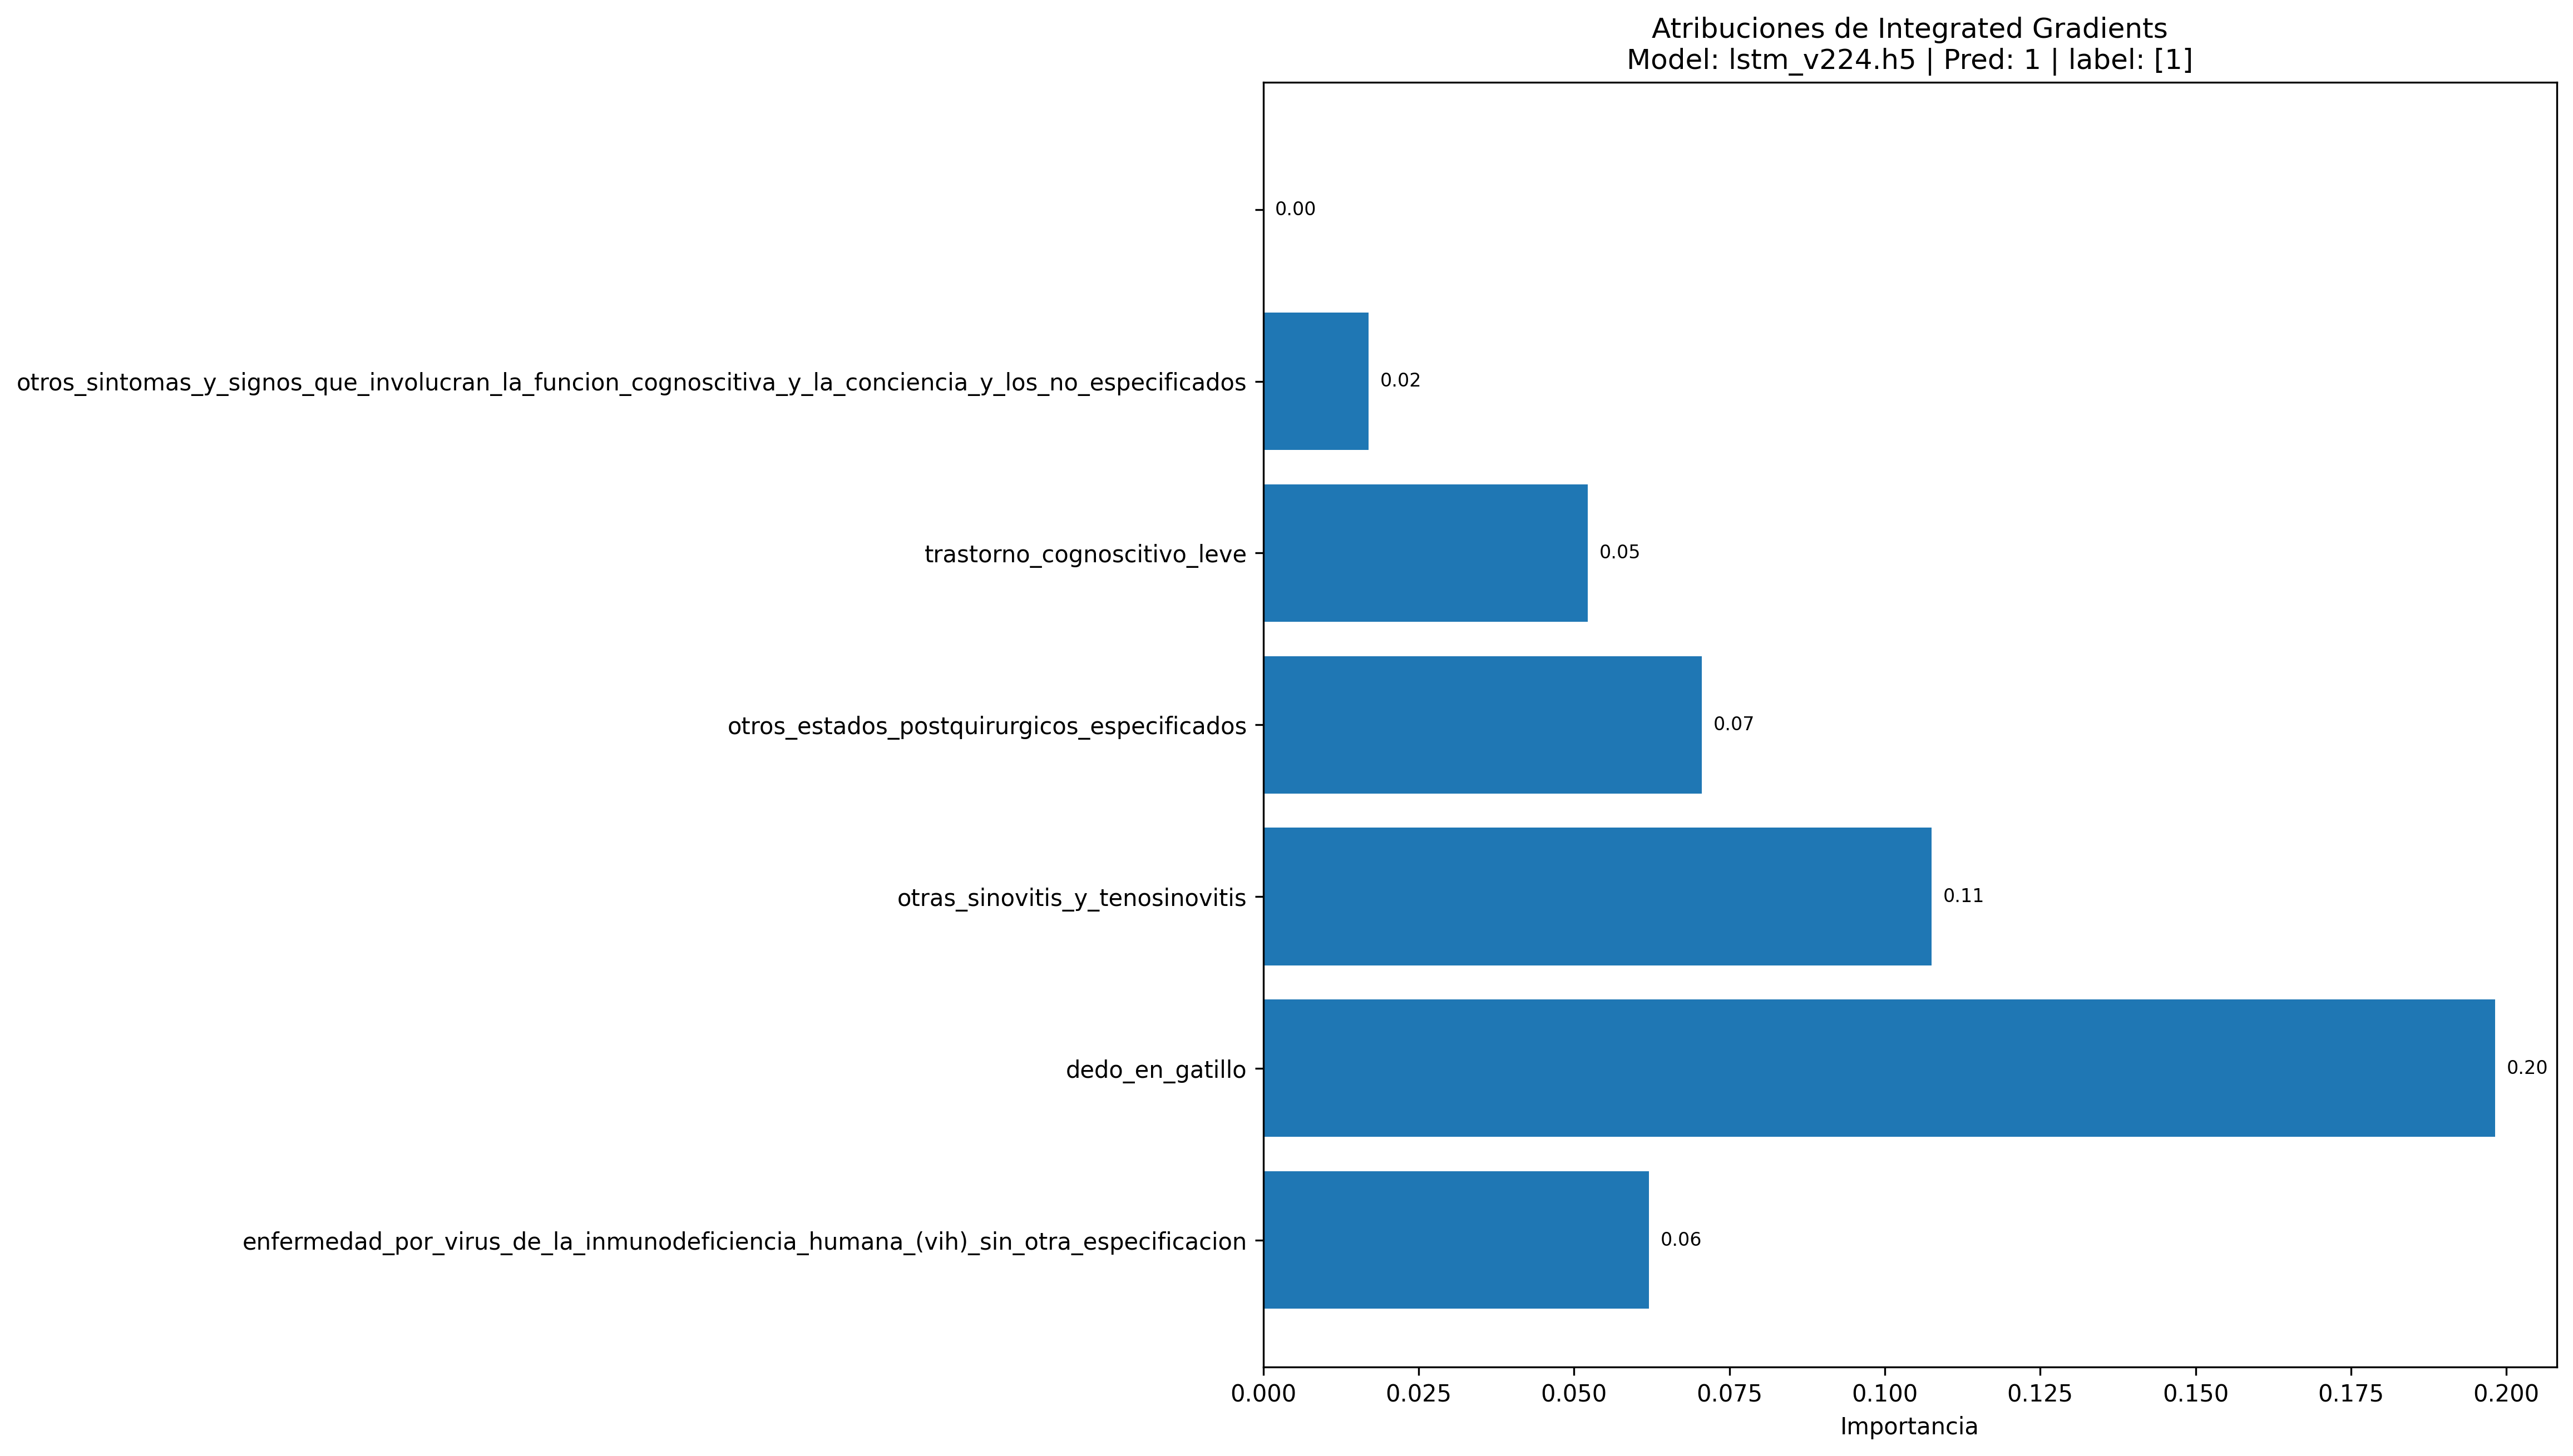 Atribuciones de Integrated Gradients
Model: lstm_v224.h5 | Pred: 1 | label: [1]
0.00
otros_sintomas_y_signos_que_involucran_la_funcion_cognoscitiva_y_la_conciencia_y_los_no_especificados
0.02
trastorno_cognoscitivo_leve
0.05
otros_estados_postquirurgicos_especificados
0.07
otras_sinovitis_y_tenosinovitis
0.11
dedo_en_gatillo
0.20
enfermedad_por_virus_de_la_inmunodeficiencia_humana_(vih)_sin_otra_especificacion
0.06
0.000 0.025 0.050 0.075 0.100 0.125 0.150 0.175 0.200
Importancia